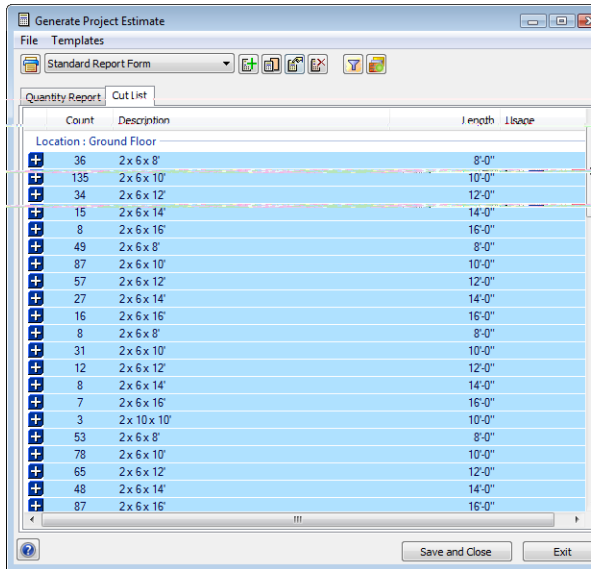 Generate Project Estimate
File Templates
Standard Report Form
Quantity Report Cut List
Count Description Length Usage
Location : Ground Floor
36 2 x 6 x 8' 8'-0"
135 2 x 6 x 10' 10'-0"
34 2 x 6 x 12' 12'-0"
15 2 x 6 x 14' 14'-0"
8 2 x 6 x 16' 16'-0"
49 2 x 6 x 8' 8'-0"
87 2 x 6 x 10' 10'-0"
57 2 x 6 x 12' 12'-0"
27 2 x 6 x 14' 14'-0"
16 2 x 6 x 16' 16'-0"
8 2 x 6 x 8' 8'-0"
31 2 x 6 x 10' 10'-0"
12 2 x 6 x 12' 12'-0"
8 2 x 6 x 14' 14'-0"
7 2 x 6 x 16' 16'-0"
3 2 x 10 x 10' 10'-0"
53 2 x 6 x 8' 8'-0"
78 2 x 6 x 10' 10'-0"
65 2 x 6 x 12' 12'-0"
48 2 x 6 x 14' 14'-0"
87 2 x 6 x 16' 16'-0"
Save and Close Exit